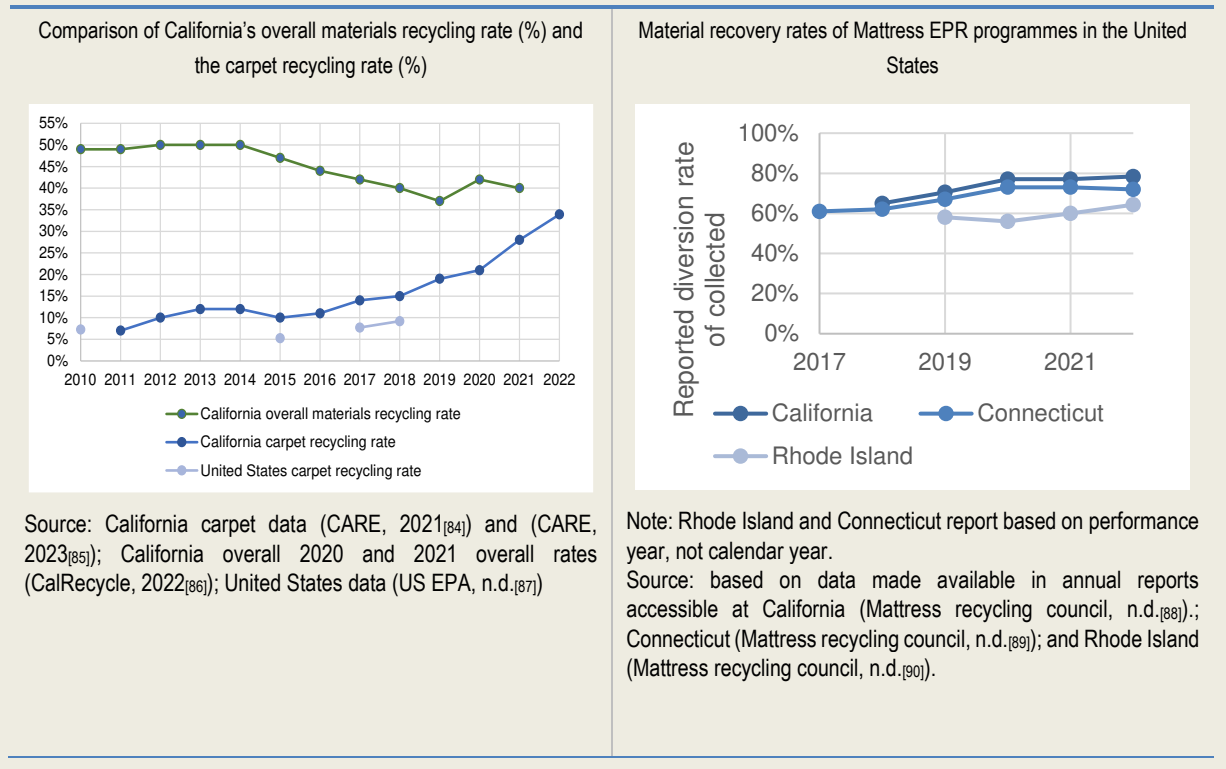 Comparison of California's overall materials recycling rate (%) and
the carpet recycling rate (%)
55%
50%
45%
40%
35%
30%
25%
20%
15%
10%
5%
0%
2010 2011 2012 2013 2014 2015 2016 2017 2018 2019 2020 2021 2022
California overall materials recycling rate
California carpet recycling rate
United States carpet recycling rate
Source: California carpet data (CARE, 2021[84]) and (CARE,
2023[85]); California overall 2020 and 2021 overall rates
(CalRecycle, 2022[86]); United States data (US EPA, n.d.[87])
Material recovery rates of Mattress EPR programmes in the United
States
Reported diversion rate
of collected
100%
80%
60%
40%
20%
0%
2017 2019 2021
California Connecticut
Rhode Island
Note: Rhode Island and Connecticut report based on performance
year, not calendar year.
Source: based on data made available in annual reports
accessible at California (Mattress recycling council, n.d.[88]).;
Connecticut (Mattress recycling council, n.d.[89]); and Rhode Island
(Mattress recycling council, n.d.[90]).